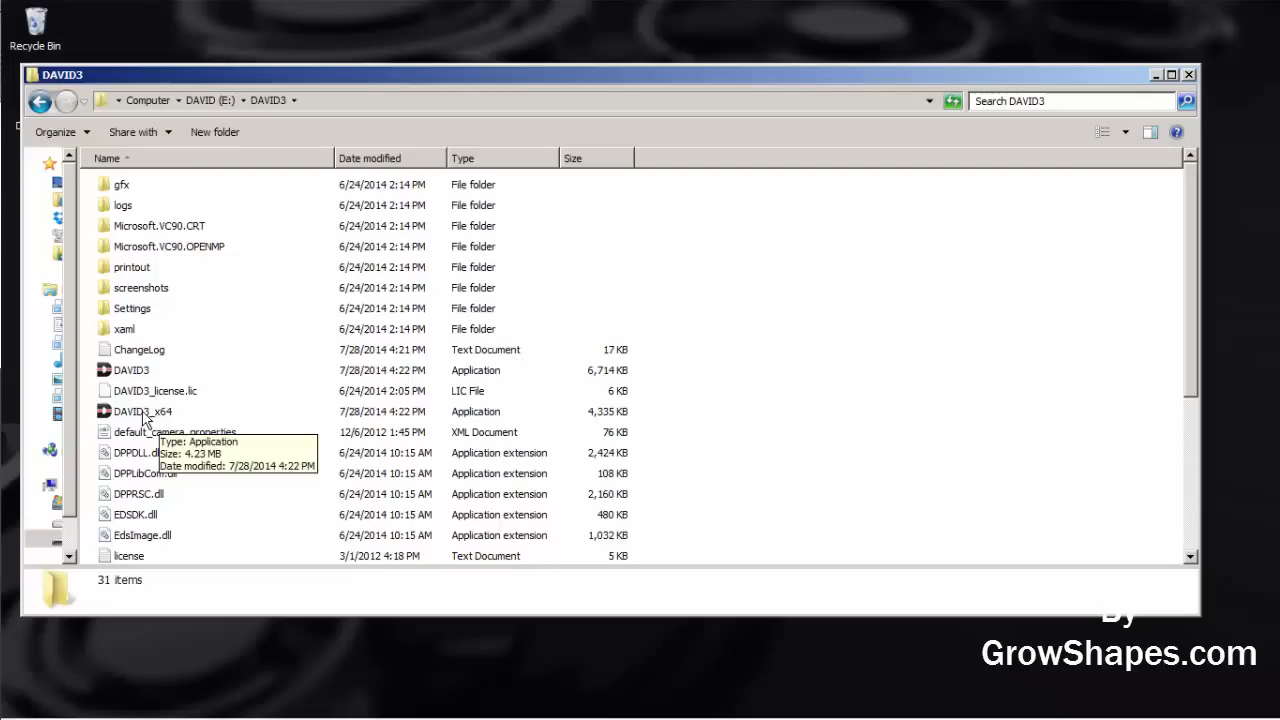 Recycle Bin
DAVID3
Computer DAVID (E:) DAVID3
Search DAVID3
Organize Share with New folder
Name Date modified Type Size
gfx 6/24/2014 2:14 PM File folder
logs 6/24/2014 2:14 PM File folder
Microsoft.VC90.CRT 6/24/2014 2:14 PM File folder
Microsoft.VC90.OPENMP 6/24/2014 2:14 PM File folder
printout 6/24/2014 2:14 PM File folder
screenshots 6/24/2014 2:14 PM File folder
Settings 6/24/2014 2:14 PM File folder
xaml 6/24/2014 2:14 PM File folder
ChangeLog 7/28/2014 4:21 PM Text Document 17 KB
DAVID3 7/28/2014 4:22 PM Application 6,714 KB
DAVID3_license.lic 6/24/2014 2:05 PM LIC File 6 KB
DAVID3_x64 7/28/2014 4:22 PM Application 4,335 KB
default_camera_properties 12/6/2012 1:45 PM XML Document 76 KB
Type: Application
Size: 4.23 MB
Date modified: 7/28/2014 4:22 PM
DPPDLL.dll 6/24/2014 10:15 AM Application extension 2,424 KB
DPPLibCom.dll 6/24/2014 10:15 AM Application extension 108 KB
DPPRSC.dll 6/24/2014 10:15 AM Application extension 2,160 KB
EDSDK.dll 6/24/2014 10:15 AM Application extension 480 KB
EdsImage.dll 6/24/2014 10:15 AM Application extension 1,032 KB
license 3/1/2012 4:18 PM Text Document 5 KB
31 items
By
GrowShapes.com